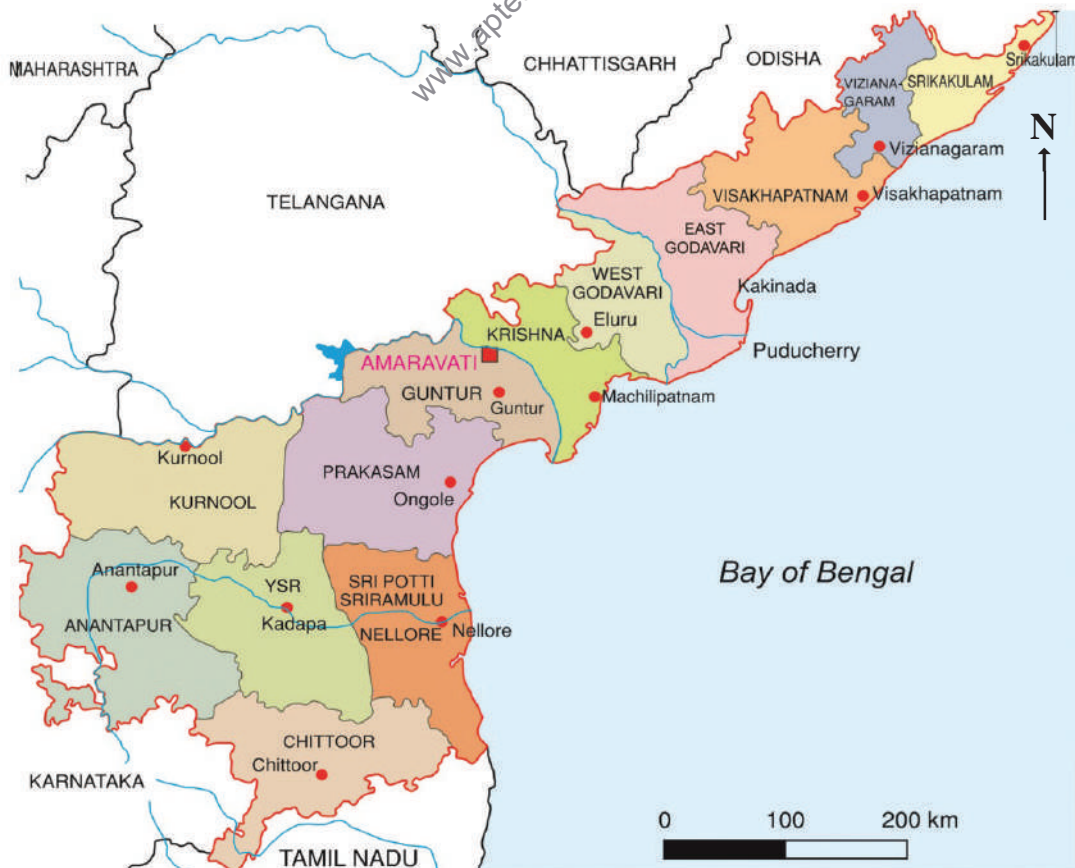 www.apte
MAHARASHTRA
CHHATTISGARH
ODISHA
Srikakulam
VIZIANA-
GARAM
SRIKAKULAM
N
Vizianagaram
TELANGANA
VISAKHAPATNAM
Visakhapatnam
EAST
GODAVARI
WEST
GODAVARI
Kakinada
Eluru
KRISHNA
Puducherry
AMARAVATI
GUNTUR
Guntur
Machilipatnam
Kurnool
KURNOOL
PRAKASAM
Ongole
Anantapur
ANANTAPUR
YSR
Kadapa
SRI POTTI
SRIRAMULU
NELLORE
Nellore
Bay of Bengal
CHITTOOR
Chittoor
KARNATAKA
TAMIL NADU
0 100 200 km